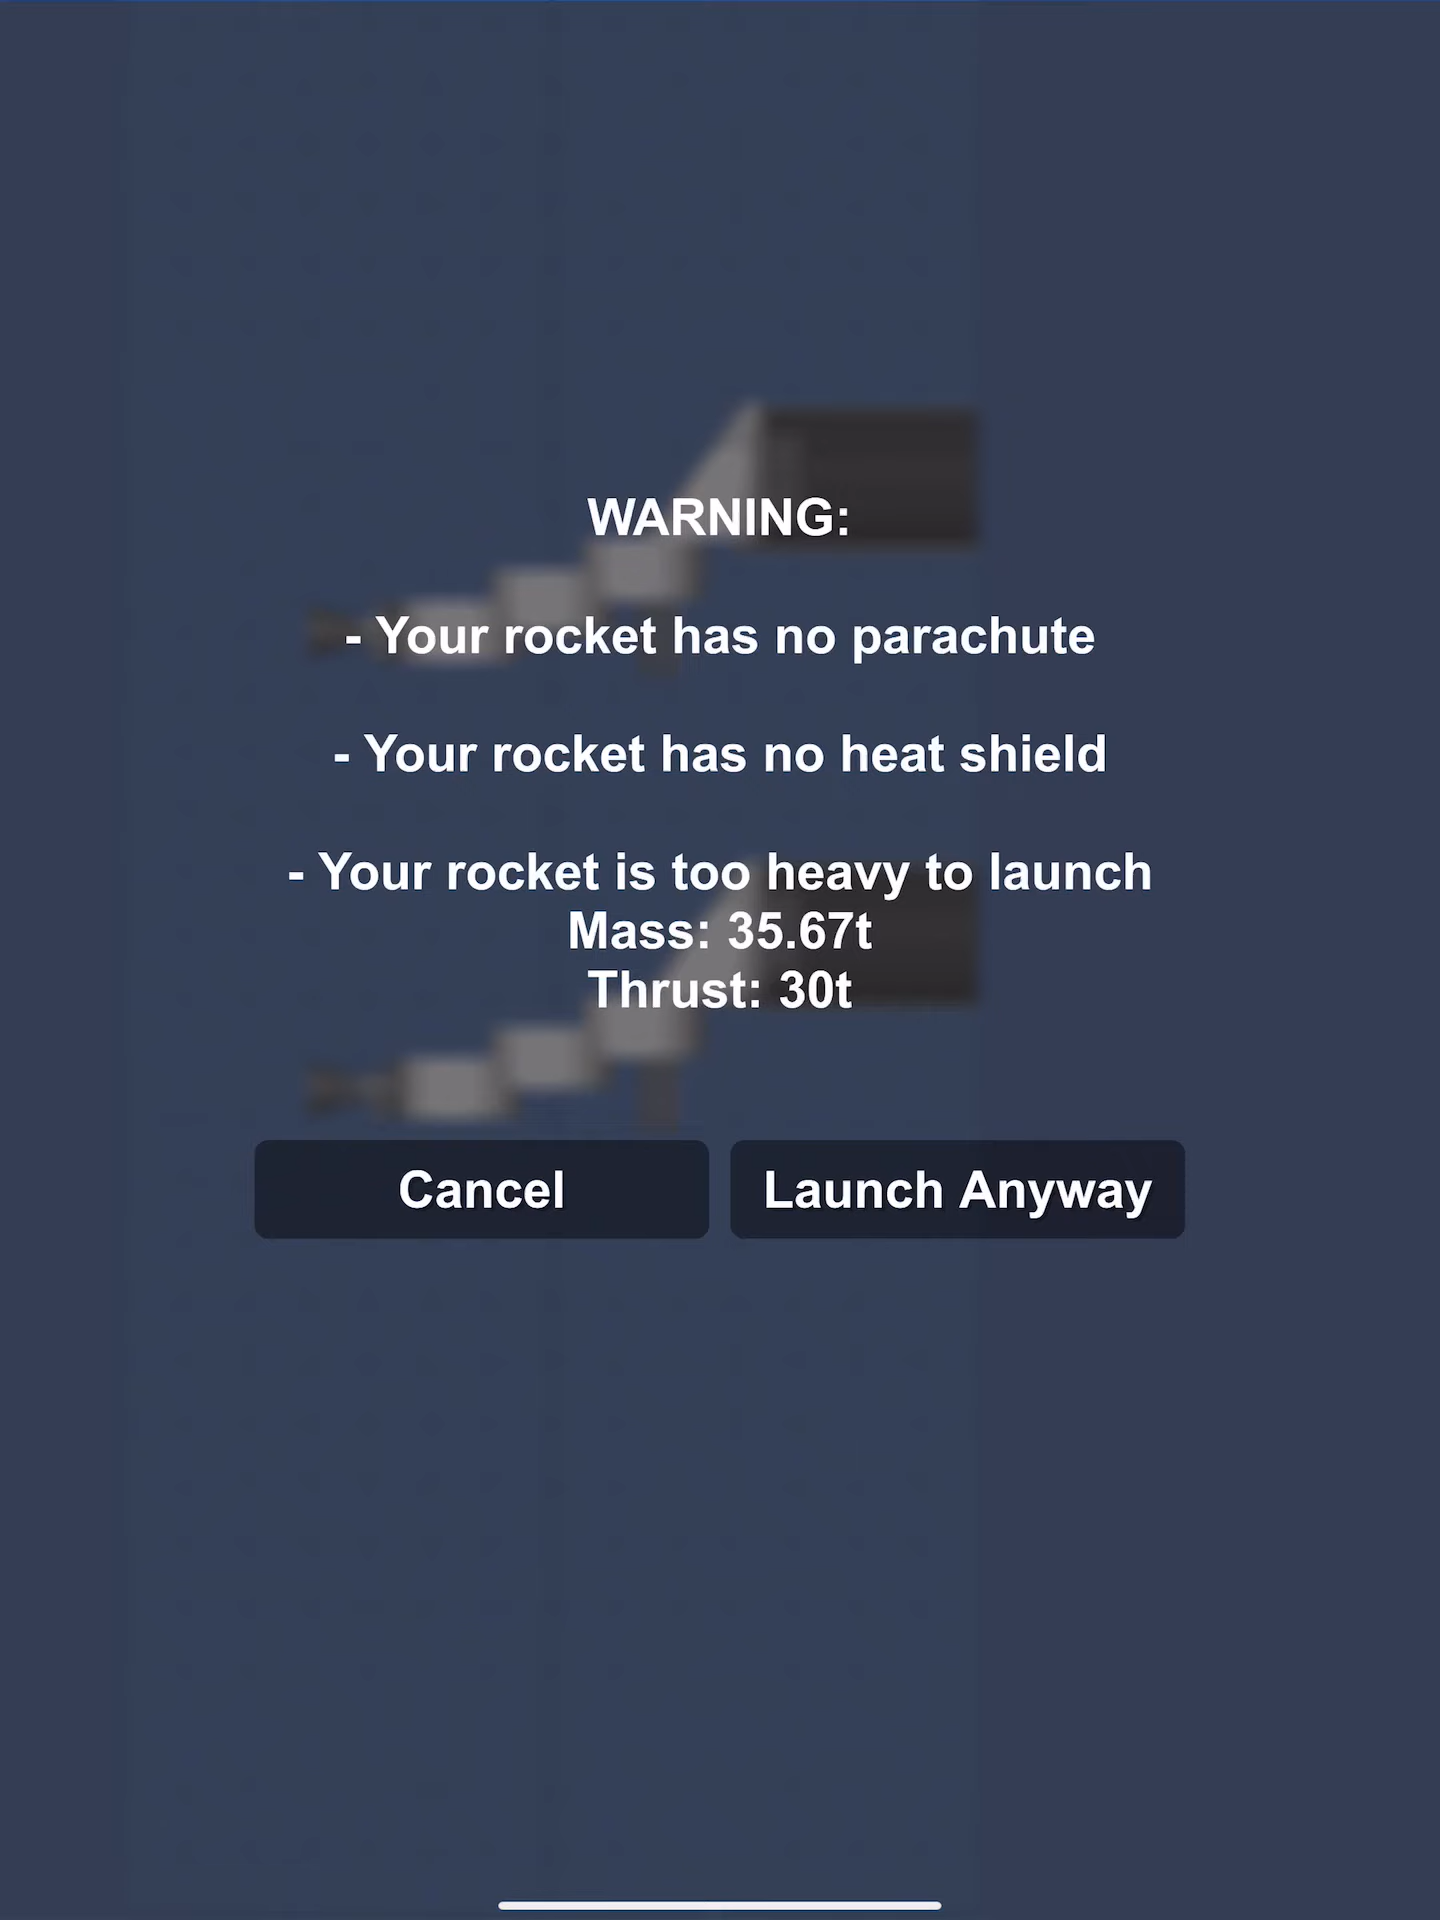 WARNING:
- Your rocket has no parachute
- Your rocket has no heat shield
- Your rocket is too heavy to launch
Mass: 35.67t
Thrust: 30t
Cancel
Launch Anyway